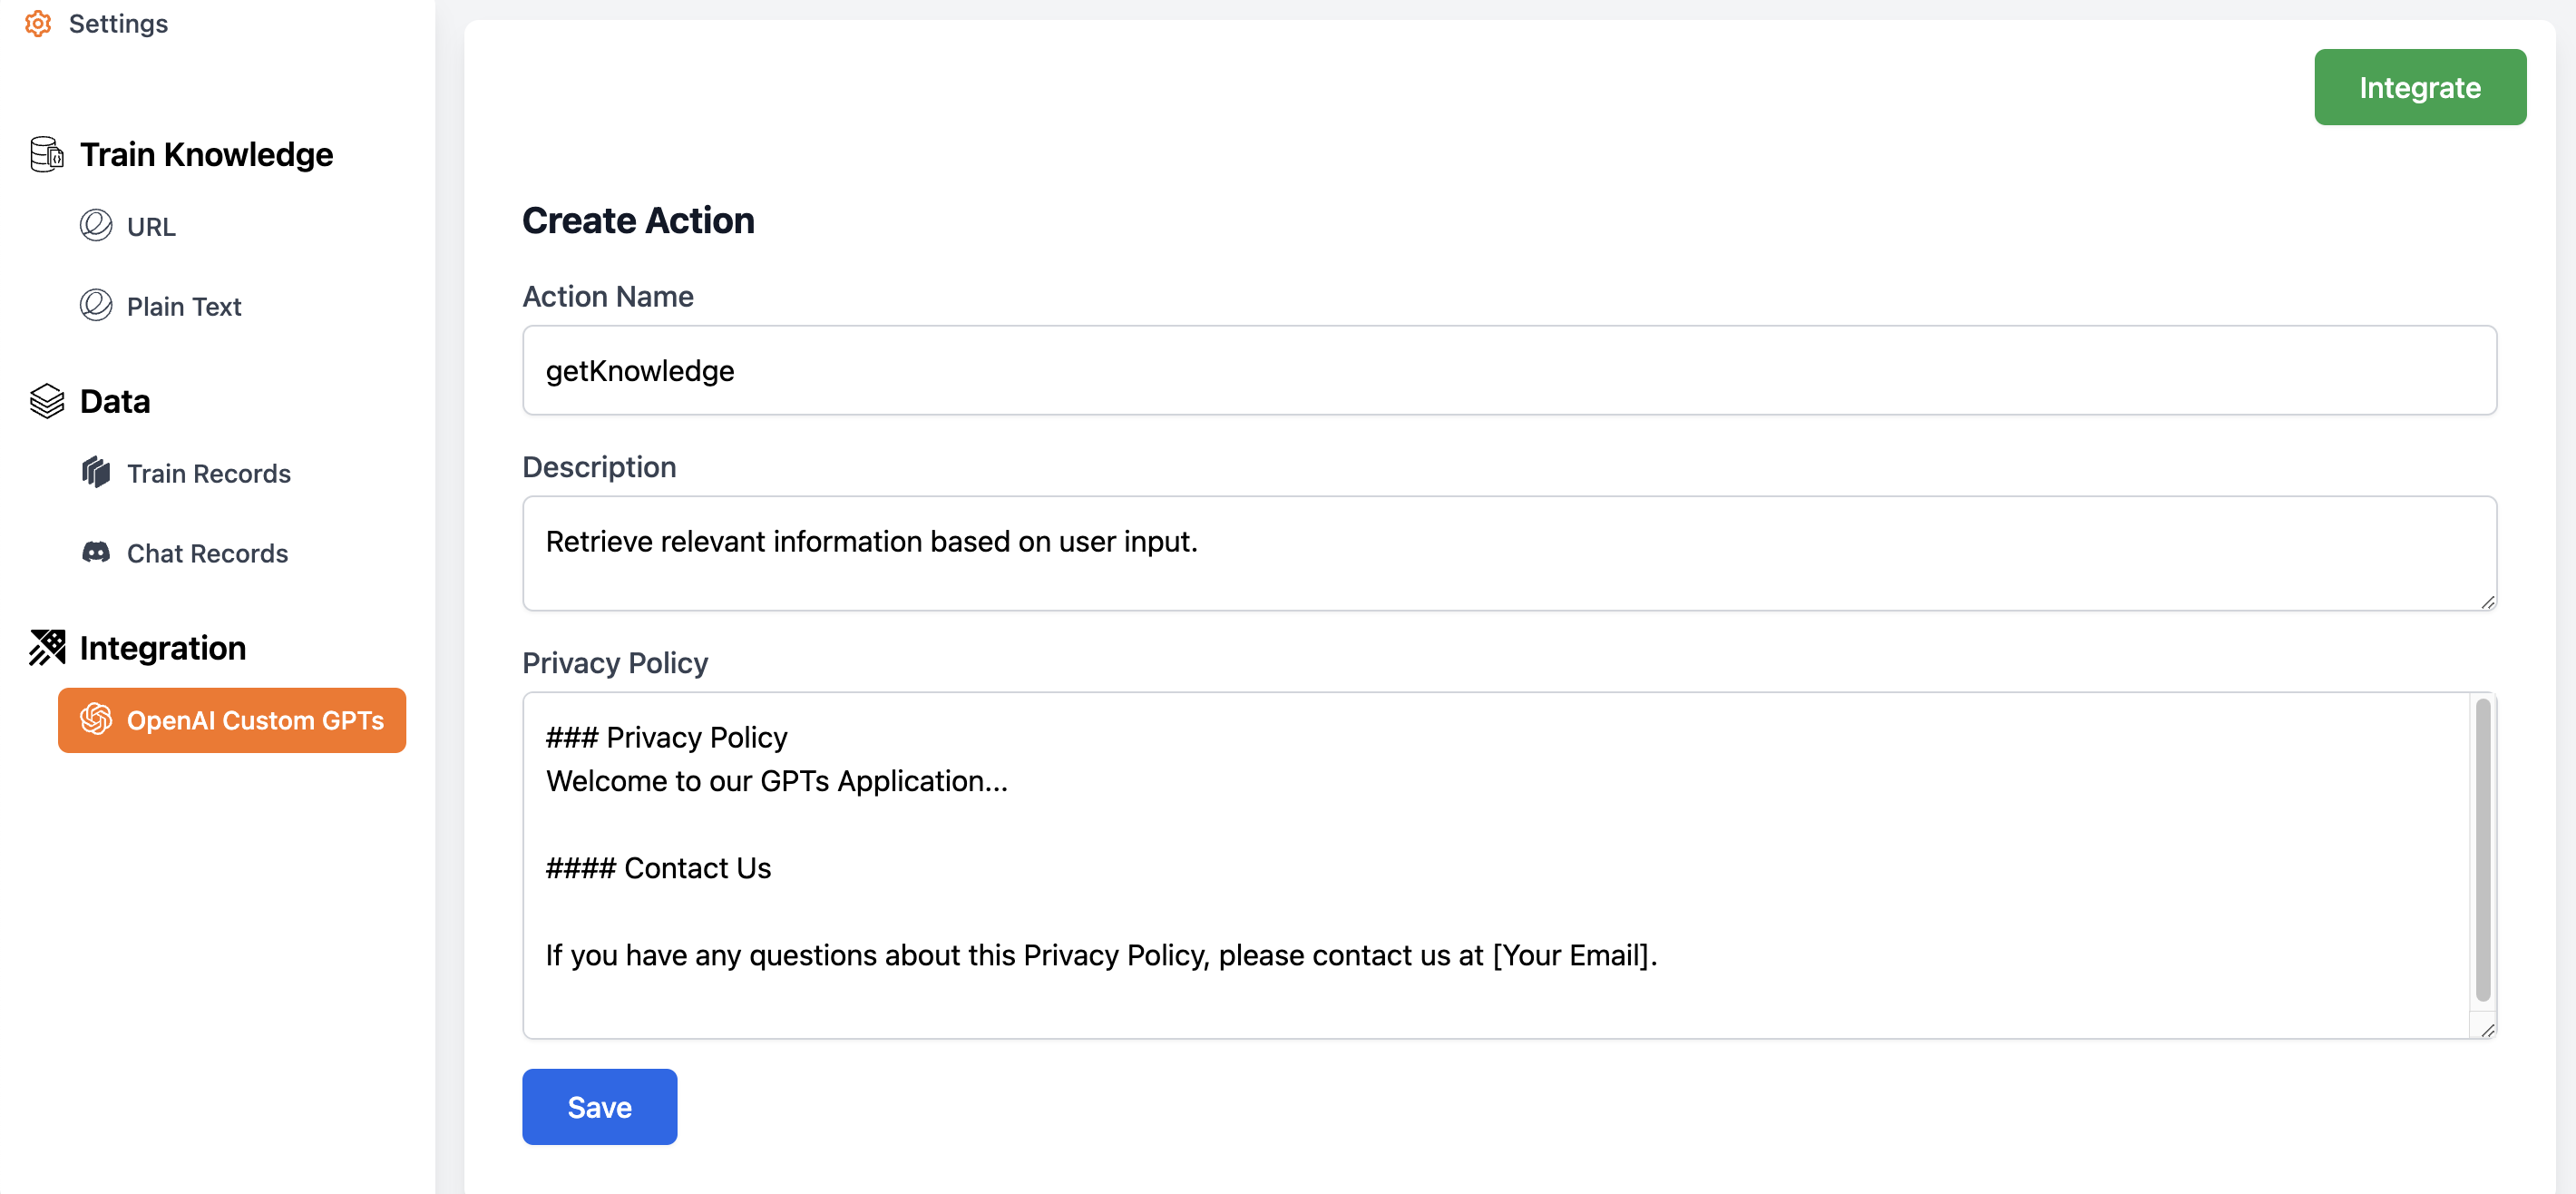 Settings
Train Knowledge
URL
Plain Text
Data
Train Records
Chat Records
Integration
OpenAI Custom GPTs
Integrate
Create Action
Action Name
getKnowledge
Description
Retrieve relevant information based on user input.
Privacy Policy
### Privacy Policy
Welcome to our GPTs Application...
#### Contact Us
If you have any questions about this Privacy Policy, please contact us at [Your Email].
Save